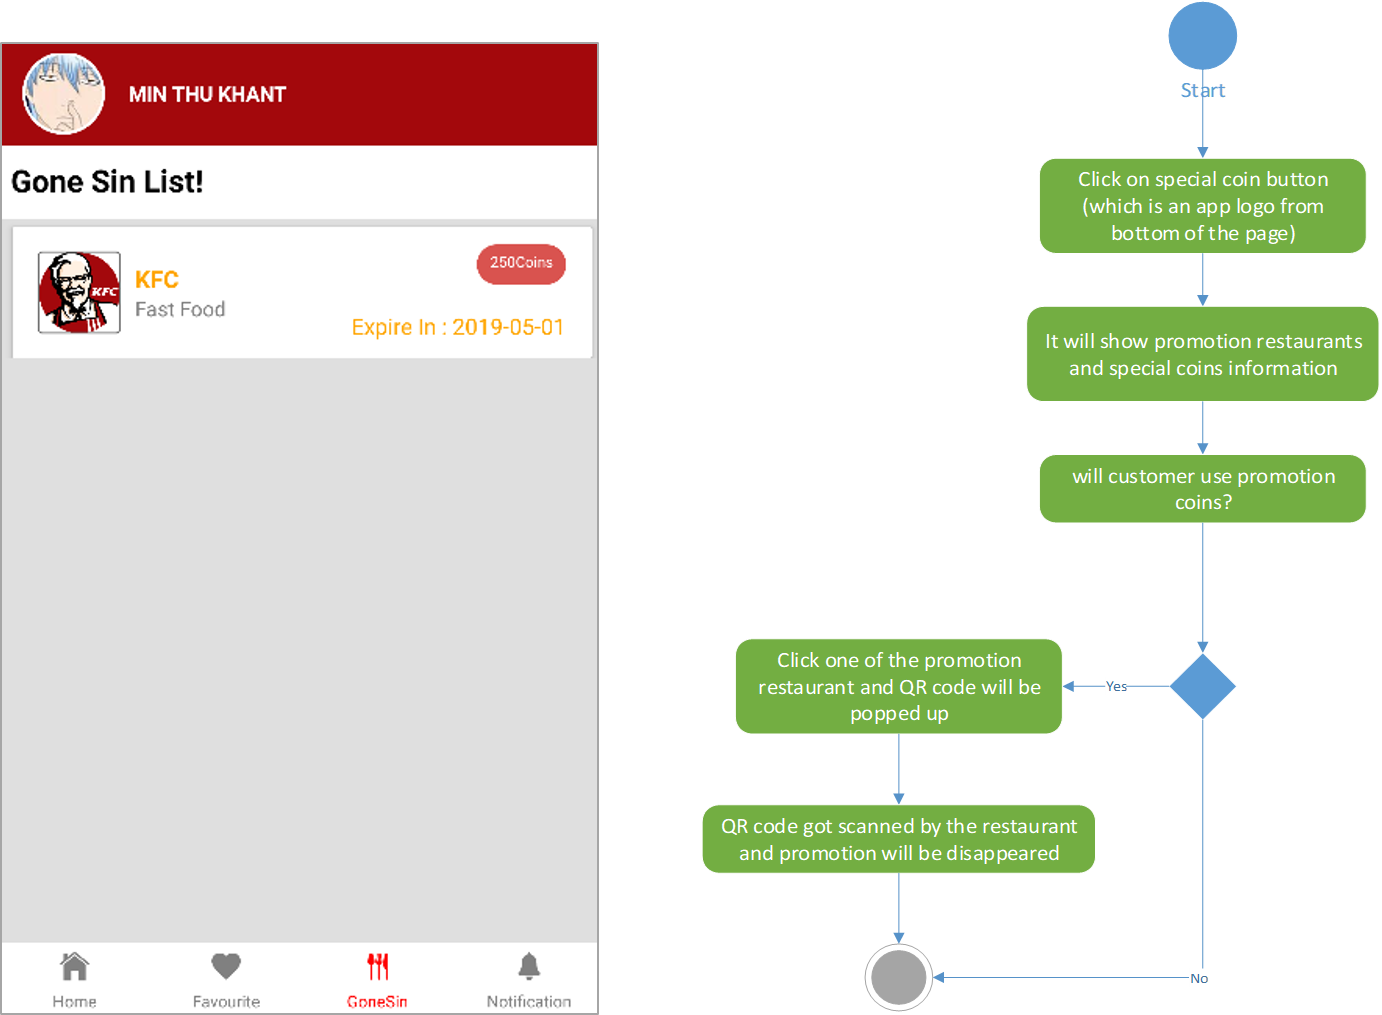 MIN THU KHANT
Gone Sin List!
KFC
KFC
Fast Food
250Coins
Expire In : 2019-05-01
Home
Favourite
GoneSin
Notification
Start
Click on special coin button
(which is an app logo from
bottom of the page)
It will show promotion restaurants
and special coins information
will customer use promotion
coins?
Yes
Click one of the promotion
restaurant and QR code will be
popped up
QR code got scanned by the restaurant
and promotion will be disappeared
No